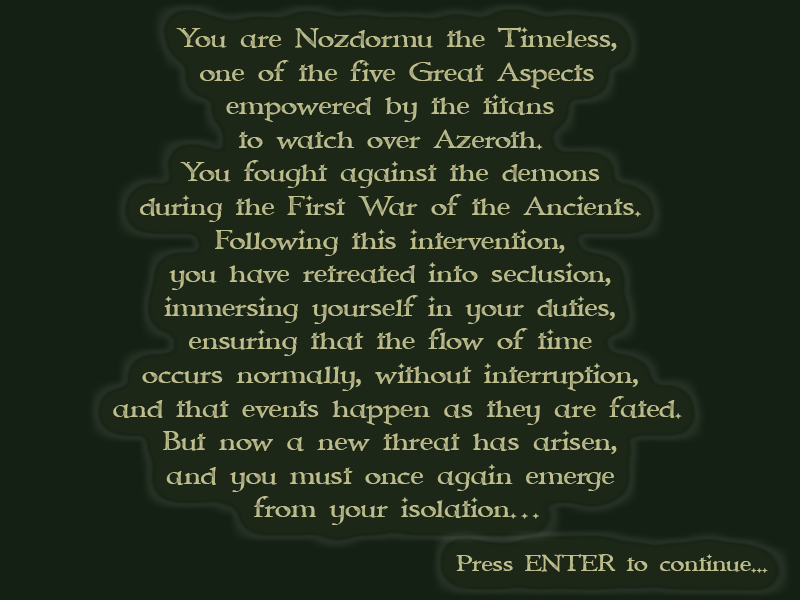 You are Nozdormu the Timeless,
one of the five Great Aspects
empowered by the titans
to watch over Azeroth.
You fought against the demons
during the First War of the Ancients.
Following this intervention,
you have retreated into seclusion,
immersing yourself in your duties,
ensuring that the flow of time
occurs normally, without interruption,
and that events happen as they are fated.
But now a new threat has arisen,
and you must once again emerge
from your isolation...
Press ENTER to continue...